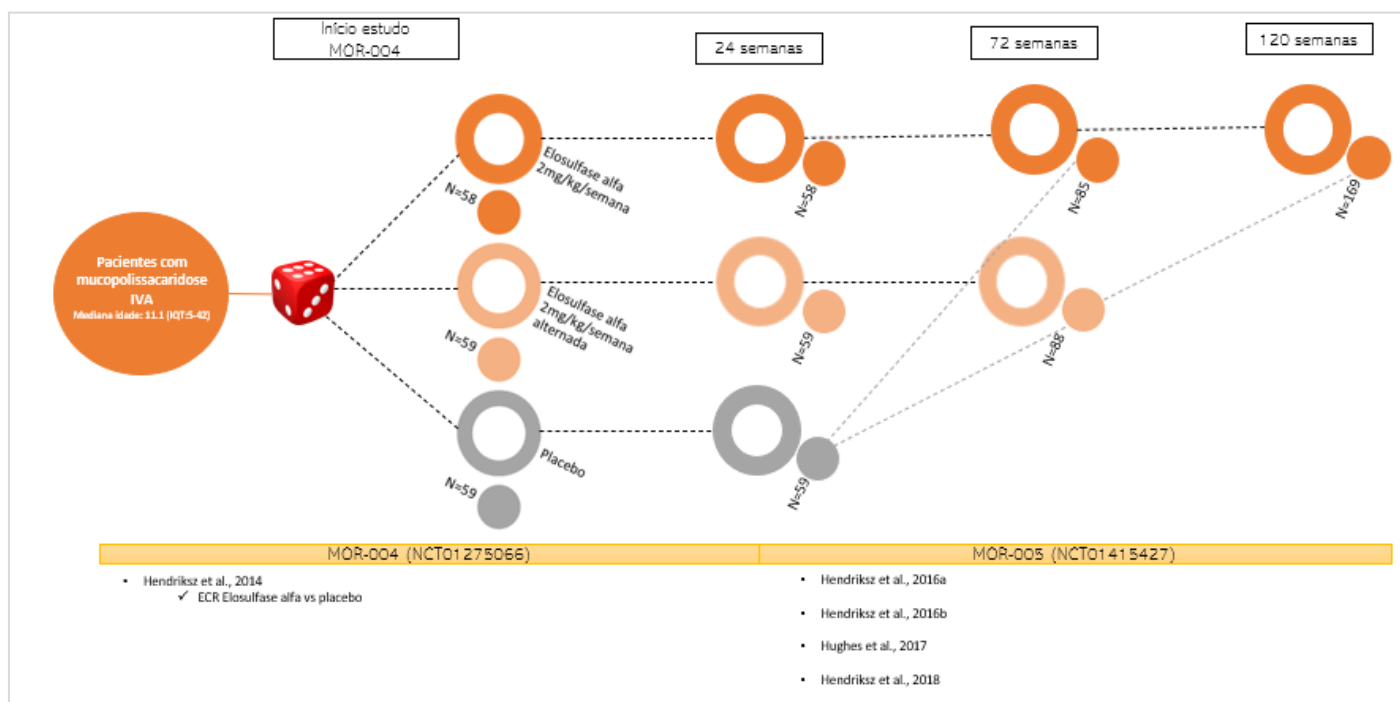 Início estudo
MOR-004
24 semanas
72 semanas
120 semanas
Elosulfase alfa
2mg/kg/semana
N=58
N=58
N=85
N=169
Pacientes com
mucopolissacaridose
IVA
Mediana idade: 11.1 (IQT:5-42)
Elosulfase alfa
2mg/kg/semana
alternada
N=59
N=59
N=88
Placebo
N=59
N=59
MOR-004 (NCT01275066)
MOR-005 (NCT01415427)
• Hendriksz et al., 2014
✓ ECR Elosulfase alfa vs placebo
• Hendriksz et al., 2016a
• Hendriksz et al., 2016b
• Hughes et al., 2017
• Hendriksz et al., 2018